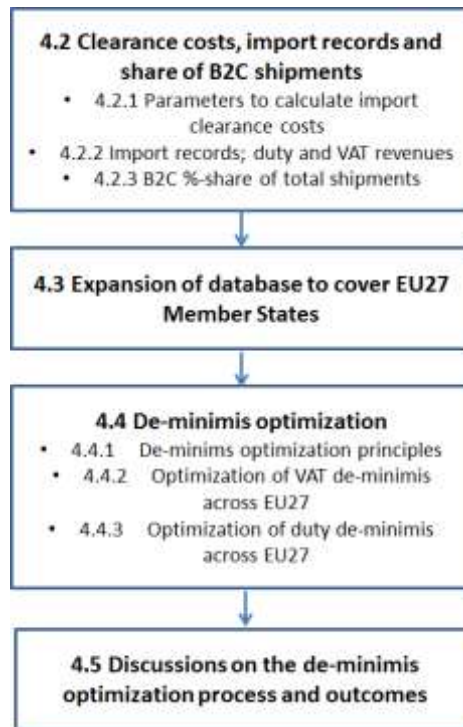 4.2 Clearance costs, import records and
share of B2C shipments
• 4.2.1 Parameters to calculate import
clearance costs
• 4.2.2 Import records; duty and VAT revenues
• 4.2.3 B2C %-share of total shipments
4.3 Expansion of database to cover EU27
Member States
4.4 De-minimis optimization
• 4.4.1 De-minims optimization principles
• 4.4.2 Optimization of VAT de-minimis
across EU27
• 4.4.3 Optimization of duty de-minimis
across EU27
4.5 Discussions on the de-minimis
optimization process and outcomes